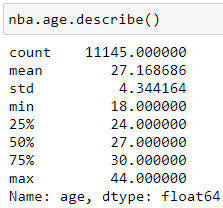 nba.age.describe()
count    11145.000000
mean        27.168686
std          4.344164
min         18.000000
25%         24.000000
50%         27.000000
75%         30.000000
max         44.000000
Name: age, dtype: float64